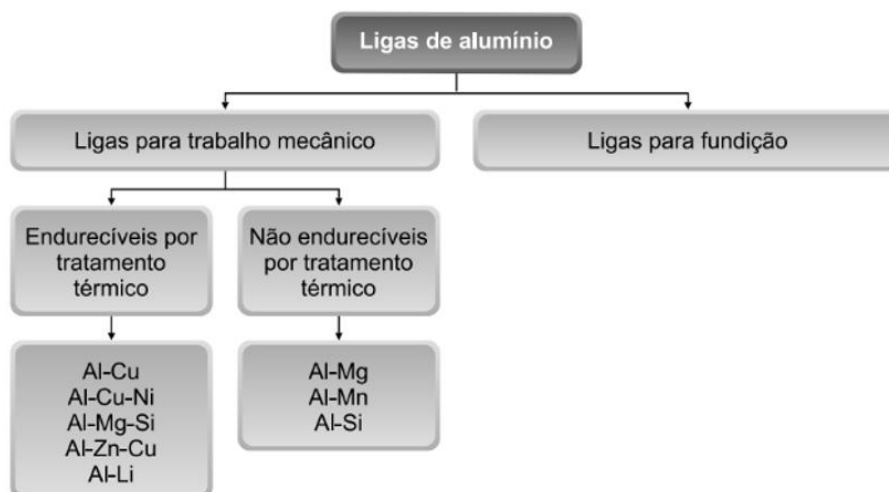 Ligas de alumínio
Ligas para trabalho mecânico
Ligas para fundição
Endurecíveis por
tratamento
térmico
Não endurecíveis
por tratamento
térmico
Al-Cu
Al-Cu-Ni
Al-Mg-Si
Al-Zn-Cu
Al-Li
Al-Mg
Al-Mn
Al-Si